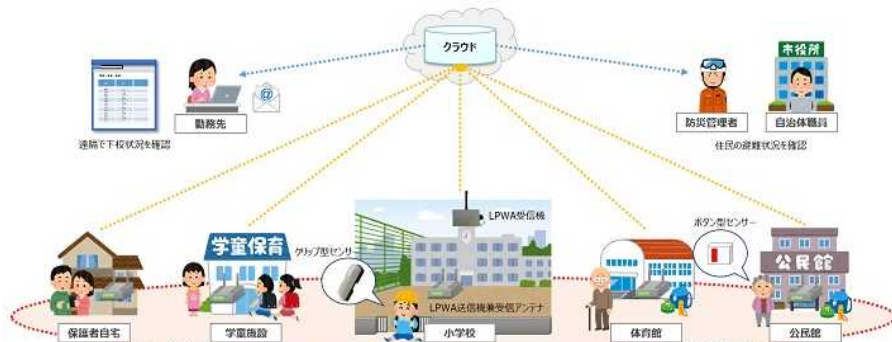 クラウド
市役所
@
勤務先
防災管理者
自治体職員
遠隔で下校状況を確認
住民の避難状況を確認
LPWA受信機
ボタン型センサー
学童保育
クリップ型センサー
公民館
LPWA送信機兼受信アンテナ
保護者自宅
学童施設
小学校
体育館
公民館